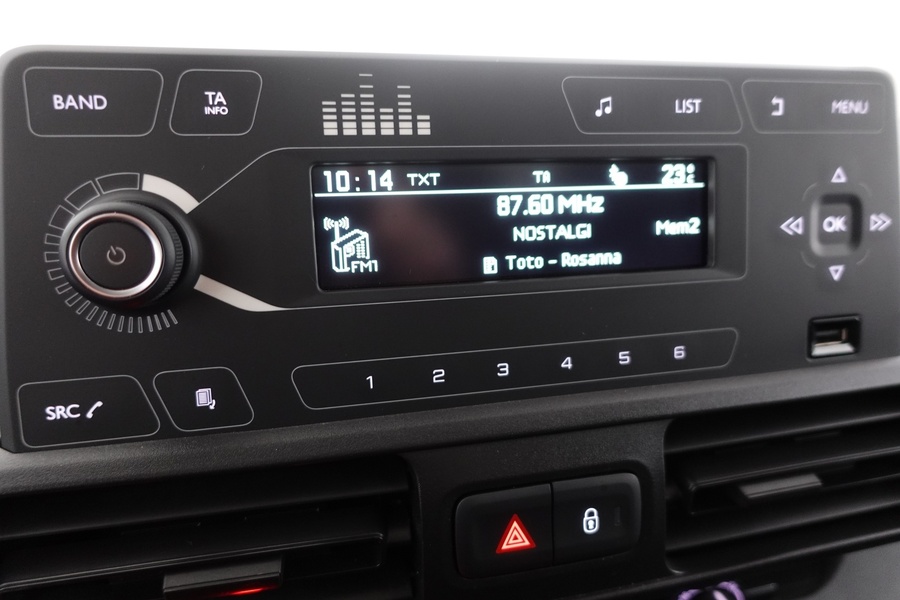 BAND
TA
INFO
LIST
MENU
10:14 TXT TA 23°C
87.60 MHz
NOSTALGI Mem2
FM1 Toto - Rosanna
OK
1 2 3 4 5 6
SRC